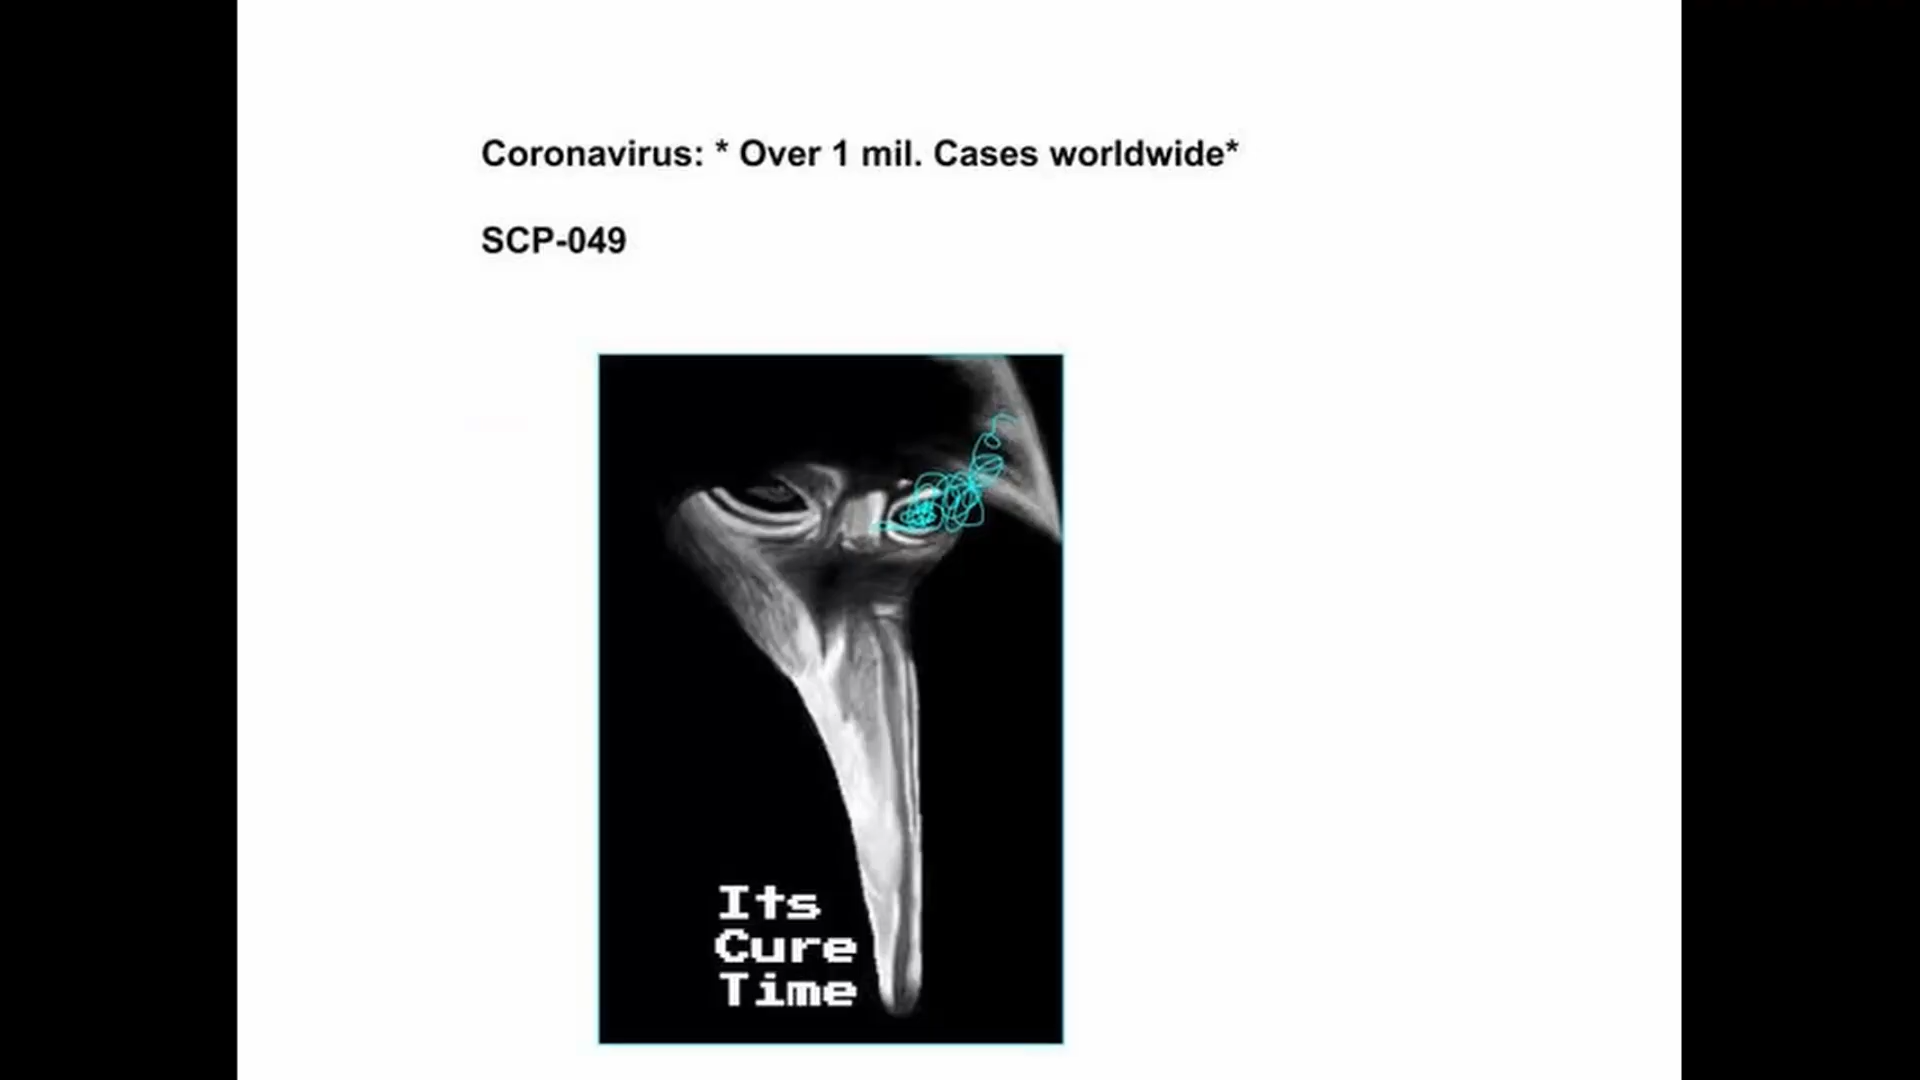 Coronavirus: * Over 1 mil. Cases worldwide*
SCP-049
Its
Cure
Time